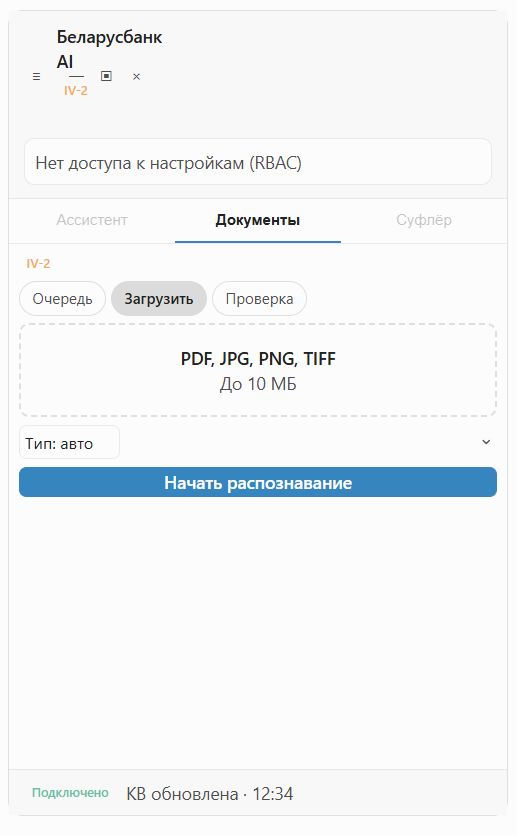 Беларусбанк
AI
IV-2
Нет доступа к настройкам (RBAC)
Ассистент Документы Суфлёр
IV-2
Очередь Загрузить Проверка
PDF, JPG, PNG, TIFF
До 10 МБ
Тип: авто
Начать распознавание
Подключено КВ обновлена · 12:34